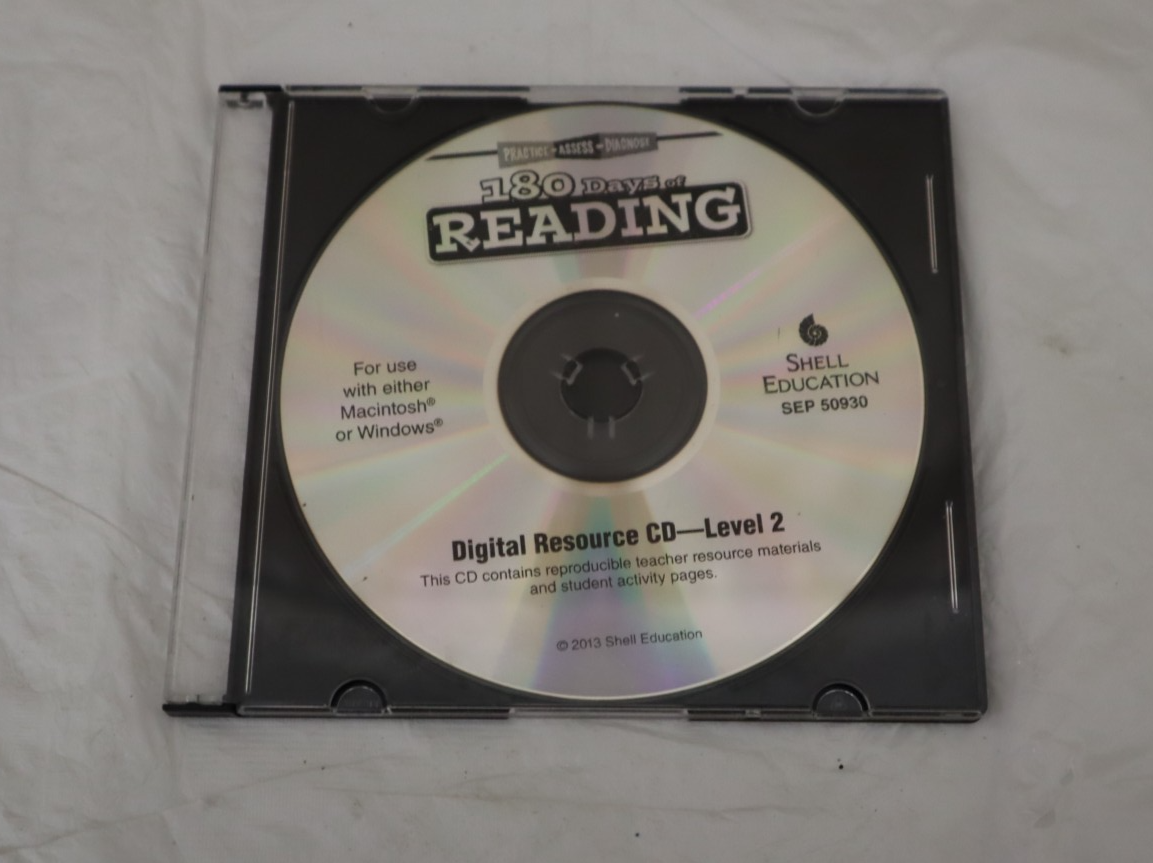 PRACTICE - ASSESS - DIAGNOSE
180 Days of
READING
For use
with either
Macintosh®
or Windows®
SHELL
EDUCATION
SEP 50930
Digital Resource CD—Level 2
This CD contains reproducible teacher resource materials
and student activity pages.
© 2013 Shell Education